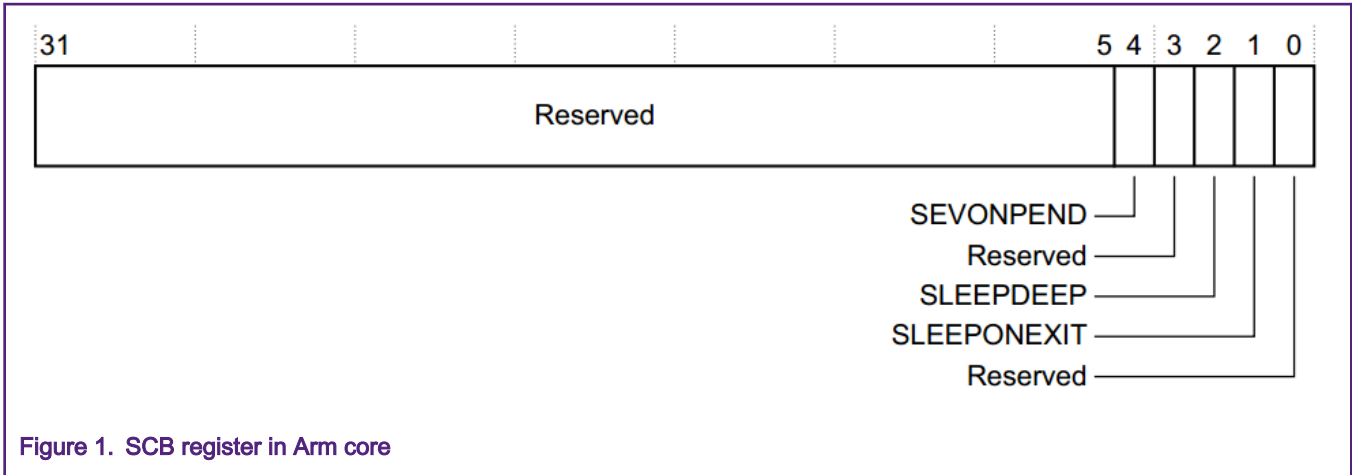 31 5 4 3 2 1 0
Reserved
SEVONPEND
Reserved
SLEEPDEEP
SLEEPONEXIT
Reserved
Figure 1. SCB register in Arm core